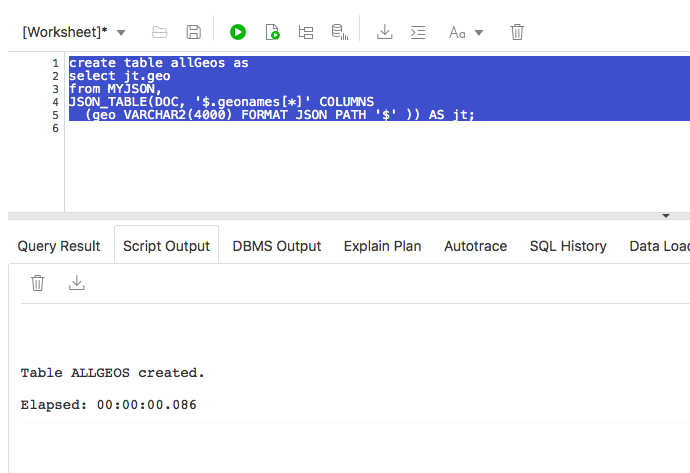 [Worksheet]*
Aa
1 create table allGeos as
2 select jt.geo
3 from MYJSON,
4 JSON_TABLE(DOC, '$.geonames[*]' COLUMNS
5   (geo VARCHAR2(4000) FORMAT JSON PATH '$' )) AS jt;
6
Query Result Script Output DBMS Output Explain Plan Autotrace SQL History Data Load
Table ALLGEOS created.
Elapsed: 00:00:00.086